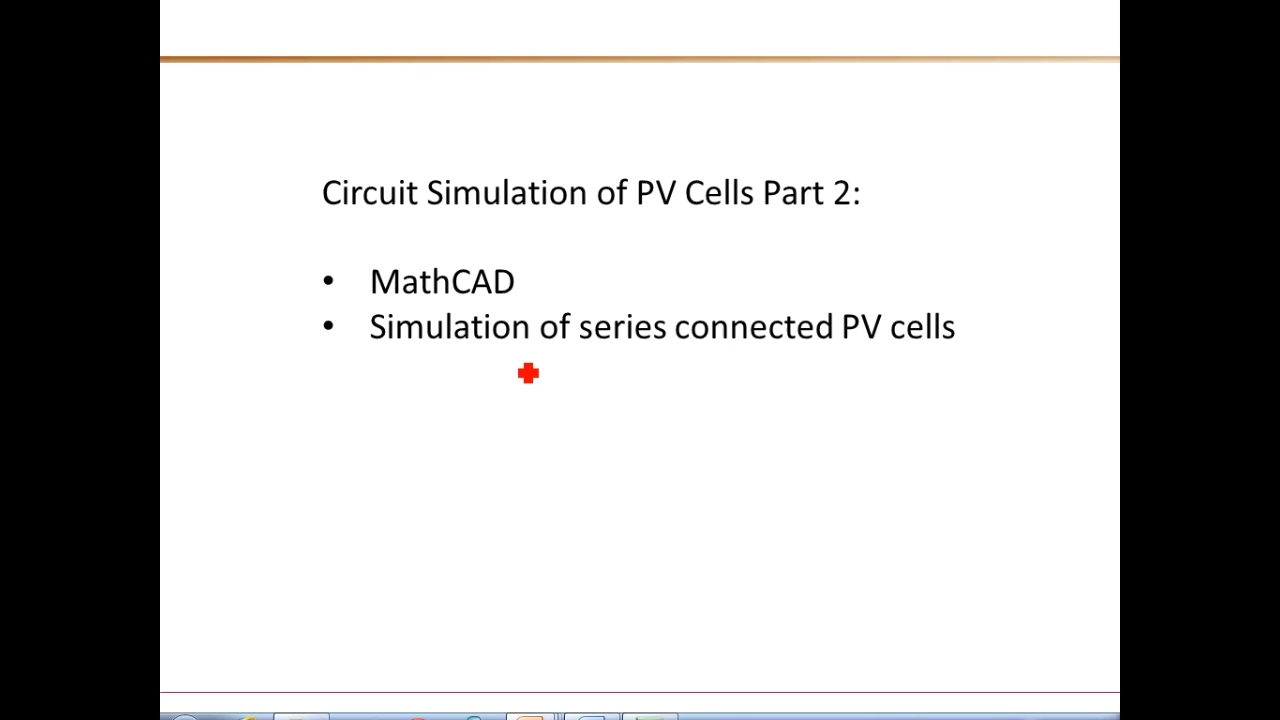 Circuit Simulation of PV Cells Part 2:
• MathCAD
• Simulation of series connected PV cells